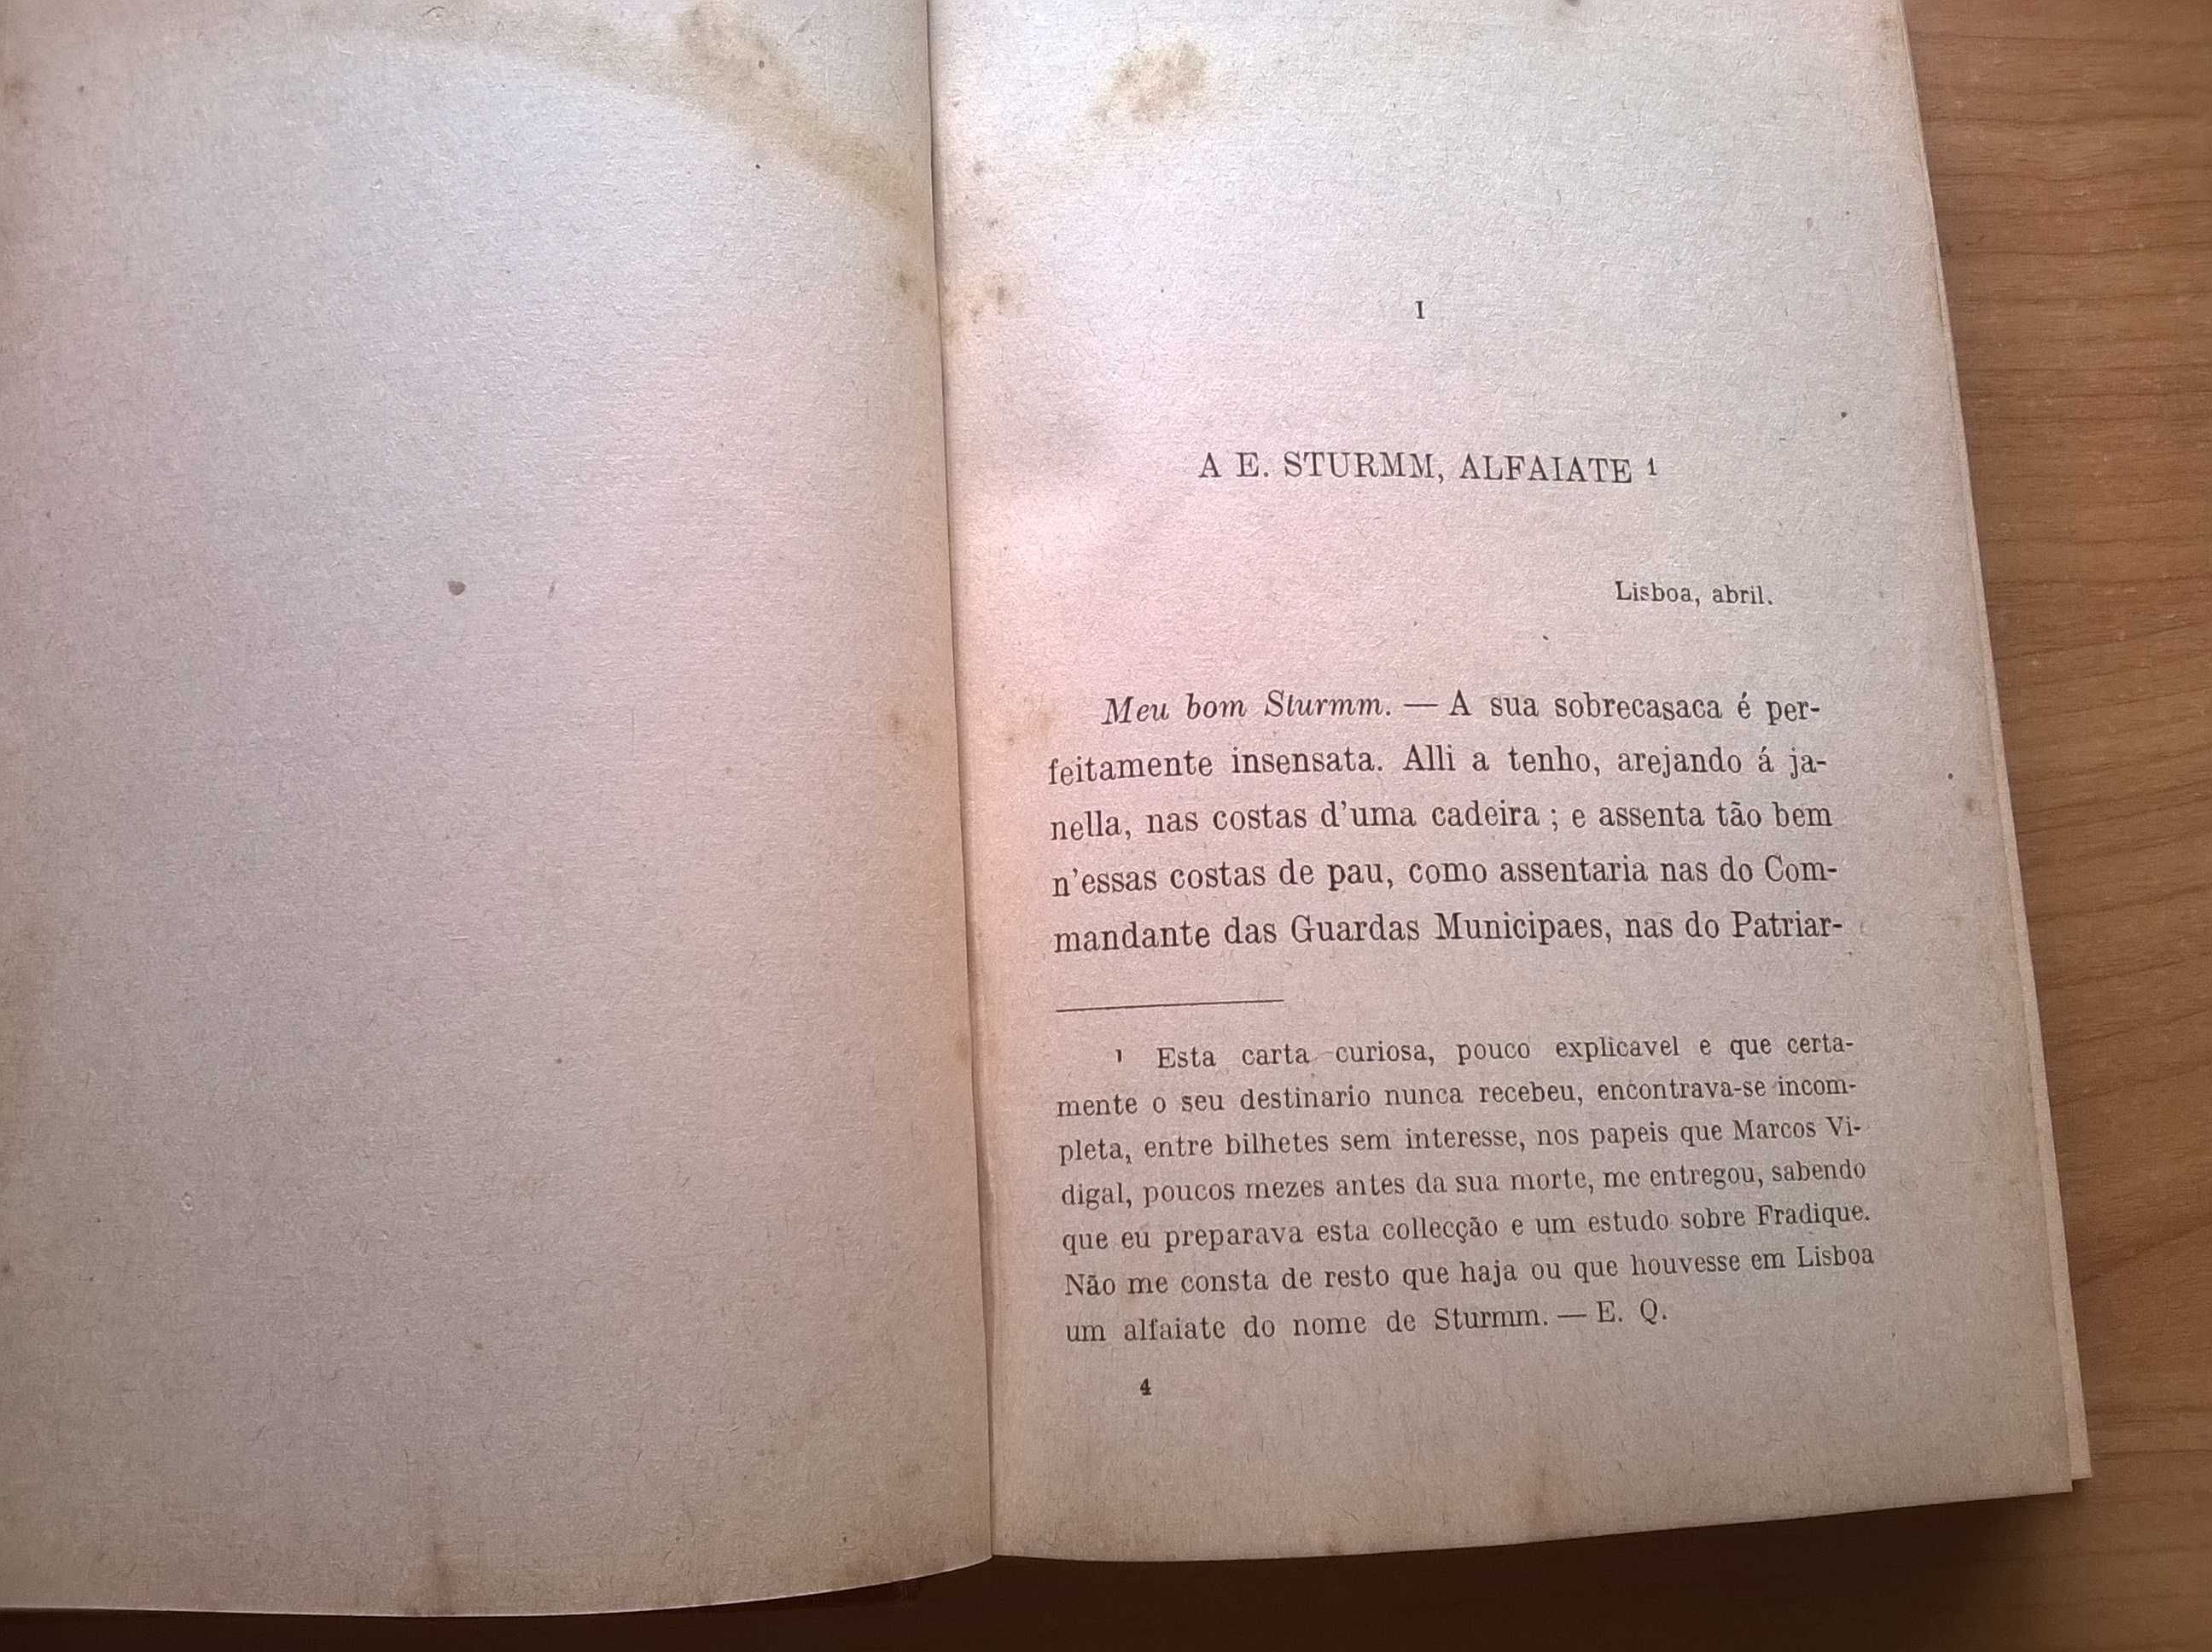 I
A E. STURMM, ALFAIATE ¹
Lisboa, abril.
Meu bom Sturmm. — A sua sobrecasaca é per-
feitamente insensata. Alli a tenho, arejando á ja-
nella, nas costas d'uma cadeira ; e assenta tão bem
n'essas costas de pau, como assentaria nas do Com-
mandante das Guardas Municipaes, nas do Patriar-
¹ Esta carta curiosa, pouco explicavel e que certa-
mente o seu destinario nunca recebeu, encontrava-se incom-
pleta, entre bilhetes sem interesse, nos papeis que Marcos Vi-
digal, poucos mezes antes da sua morte, me entregou, sabendo
que eu preparava esta collecção e um estudo sobre Fradique.
Não me consta de resto que haja ou que houvesse em Lisboa
um alfaiate do nome de Sturmm. — E. Q.
4